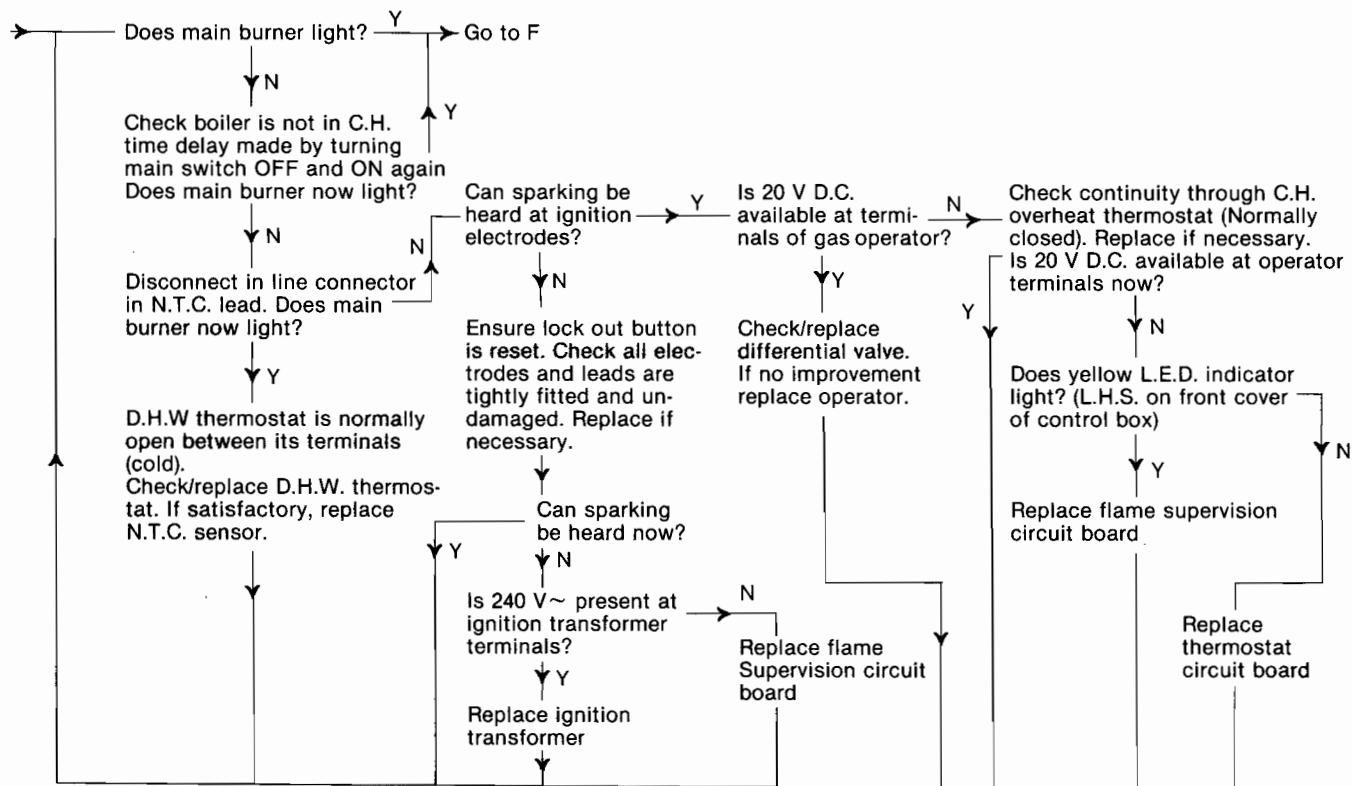 Does main burner light?
Y
Go to F
N
Check boiler is not in C.H.
time delay made by turning
main switch OFF and ON again
Does main burner now light?
Y
N
Disconnect in line connector
in N.T.C. lead. Does main
burner now light?
N
Y
D.H.W thermostat is normally
open between its terminals
(cold).
Check/replace D.H.W. thermos-
tat. If satisfactory, replace
N.T.C. sensor.
Can sparking be
heard at ignition
electrodes?
Y
N
Ensure lock out button
is reset. Check all elec-
trodes and leads are
tightly fitted and un-
damaged. Replace if
necessary.
Can sparking
be heard now?
Y
N
Is 240 V~ present at
ignition transformer
terminals?
N
Y
Replace ignition
transformer
Replace flame
Supervision circuit
board
Is 20 V D.C.
available at termi-
nals of gas operator?
N
Y
Check/replace
differential valve.
If no improvement
replace operator.
Check continuity through C.H.
overheat thermostat (Normally
closed). Replace if necessary.
Is 20 V D.C. available at operator
terminals now?
Y
N
Does yellow L.E.D. indicator
light? (L.H.S. on front cover
of control box)
N
Y
Replace flame supervision
circuit board
Replace
thermostat
circuit board